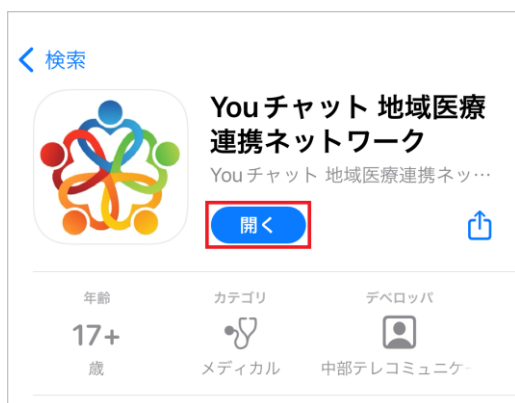 検索
Youチャット 地域医療
連携ネットワーク
Youチャット 地域医療連携ネッ…
開く
年齢
カテゴリ
デベロッパ
17+
歳
メディカル
中部テレコミュニケ